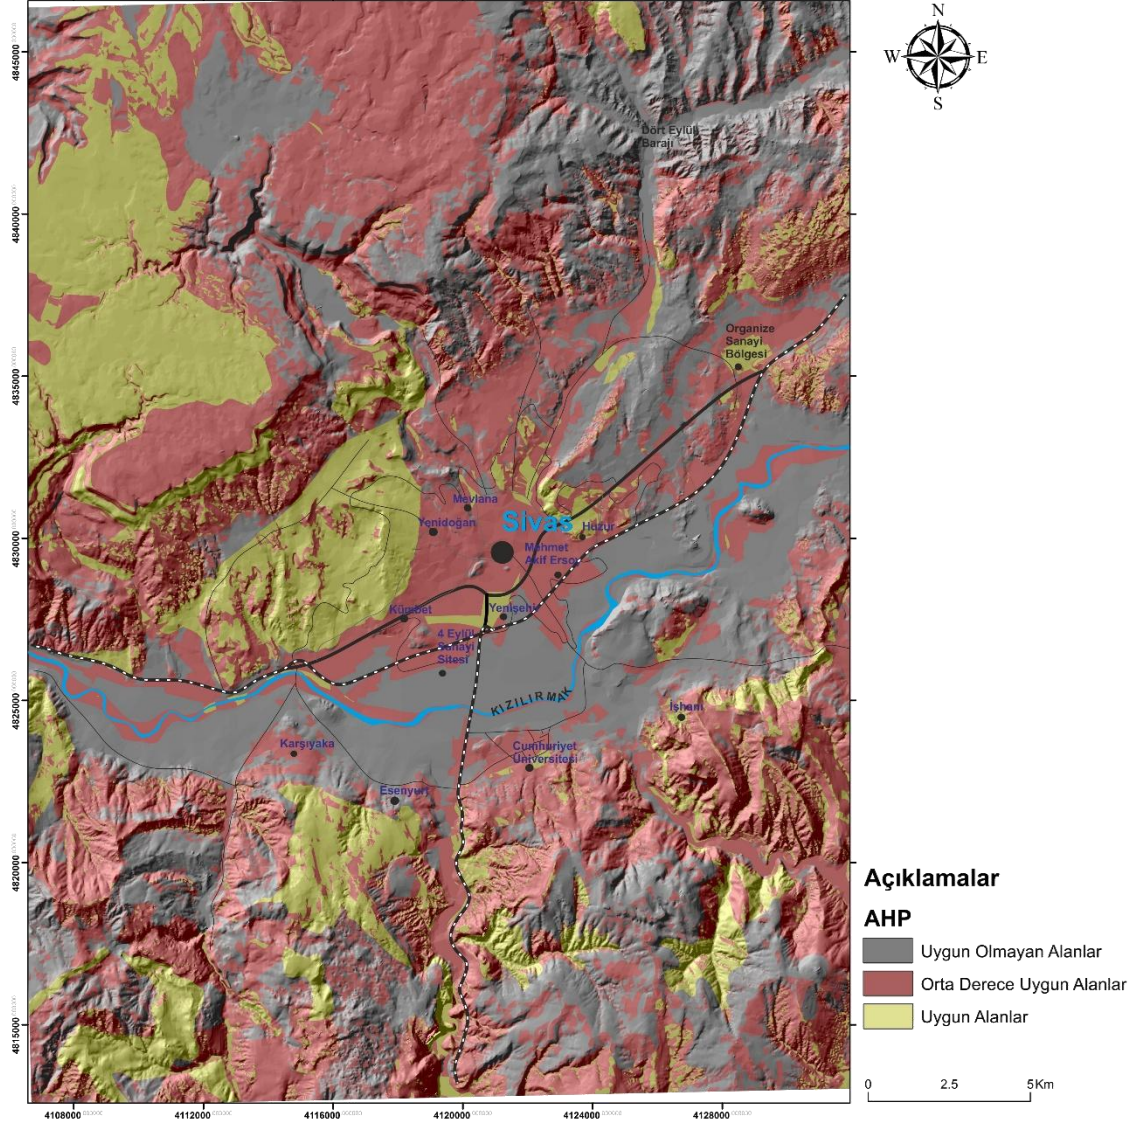 N
W E
S
4845000
4840000
4835000
4830000
4825000
4820000
4815000
Dört Eylül
Barajı
Organize
Sanayi
Bölgesi
Mevlana
Yenidoğan
Sivas
Huzur
Mehmet
Akif Ersoy
Kümbet
Yenişehir
4 Eylül
Sanayi
Sitesi
KIZILIRMAK
İşhanı
Karşıyaka
Cumhuriyet
Üniversitesi
Esenyurt
Açıklamalar
AHP
Uygun Olmayan Alanlar
Orta Derece Uygun Alanlar
Uygun Alanlar
0 2.5 5Km
4108000 4112000 4116000 4120000 4124000 4128000